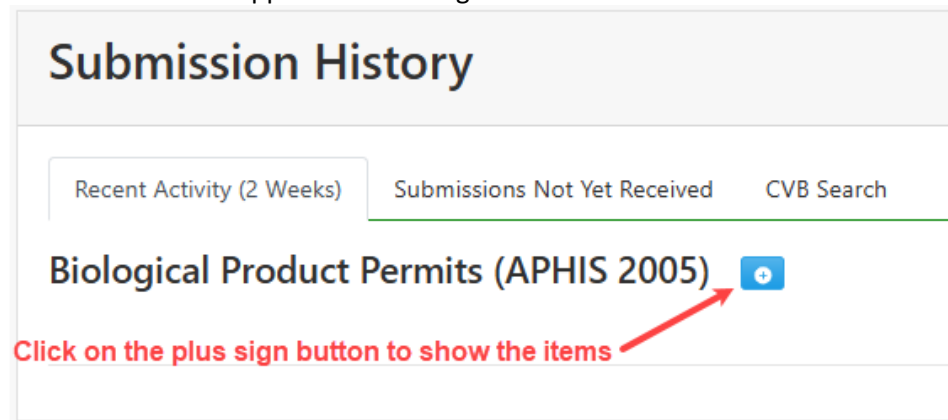 Submission History
Recent Activity (2 Weeks) Submissions Not Yet Received CVB Search
Biological Product Permits (APHIS 2005)
Click on the plus sign button to show the items